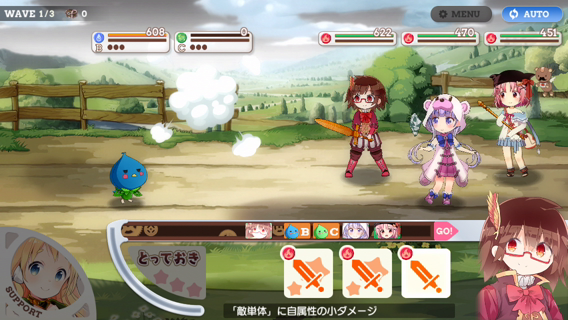 WAVE 1/3 0
MENU
AUTO
608
B
0
C
622
470
451
B
C
GO!
とっておき
SUPPORT
「敵単体」に自属性の小ダメージ